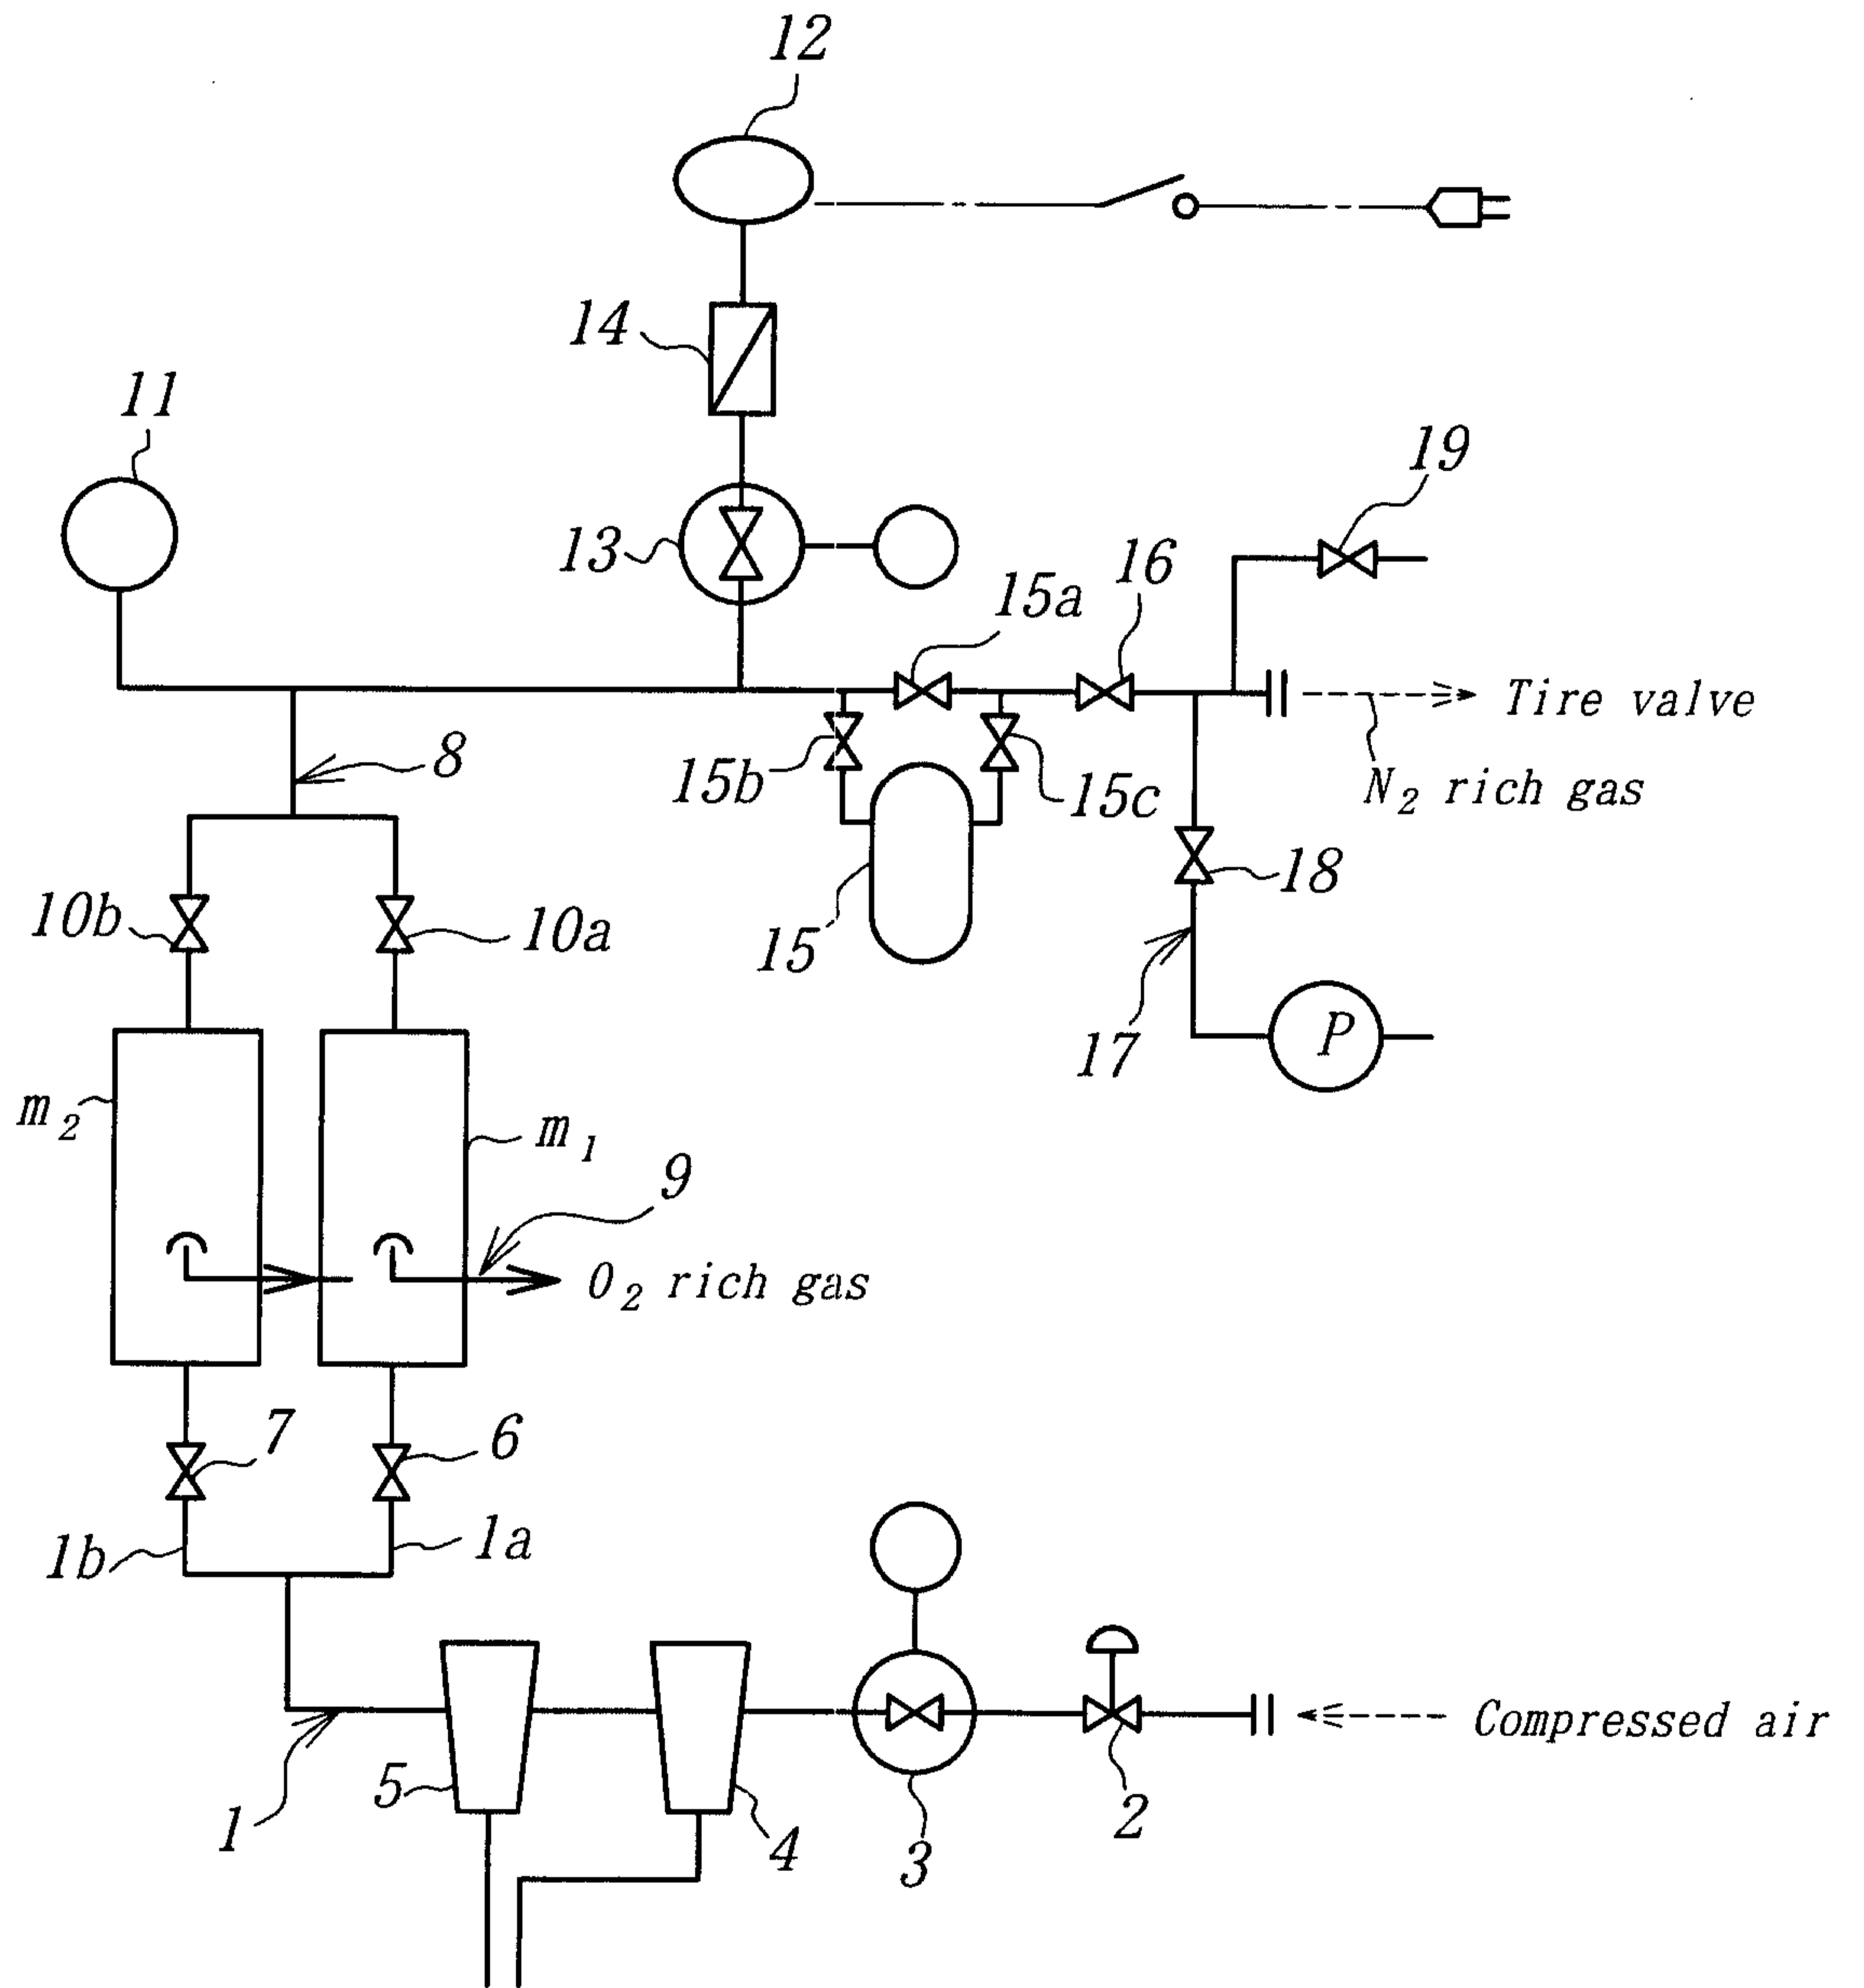 12
14
11
19
13
16
15a
8
Tire valve
15b
15c
N2 rich gas
18
10b
10a
15
17
P
m2
m1
9
O2 rich gas
7
6
1b
1a
Compressed air
5
1
4
3
2